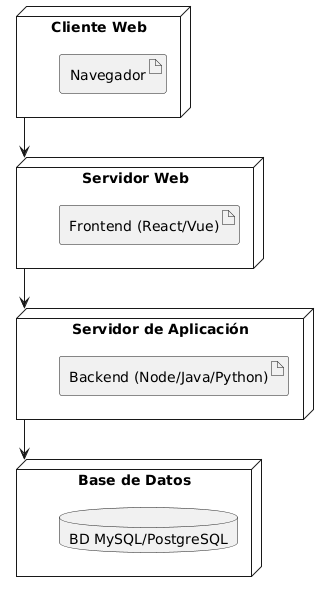 Cliente Web
Navegador
Servidor Web
Frontend (React/Vue)
Servidor de Aplicación
Backend (Node/Java/Python)
Base de Datos
BD MySQL/PostgreSQL